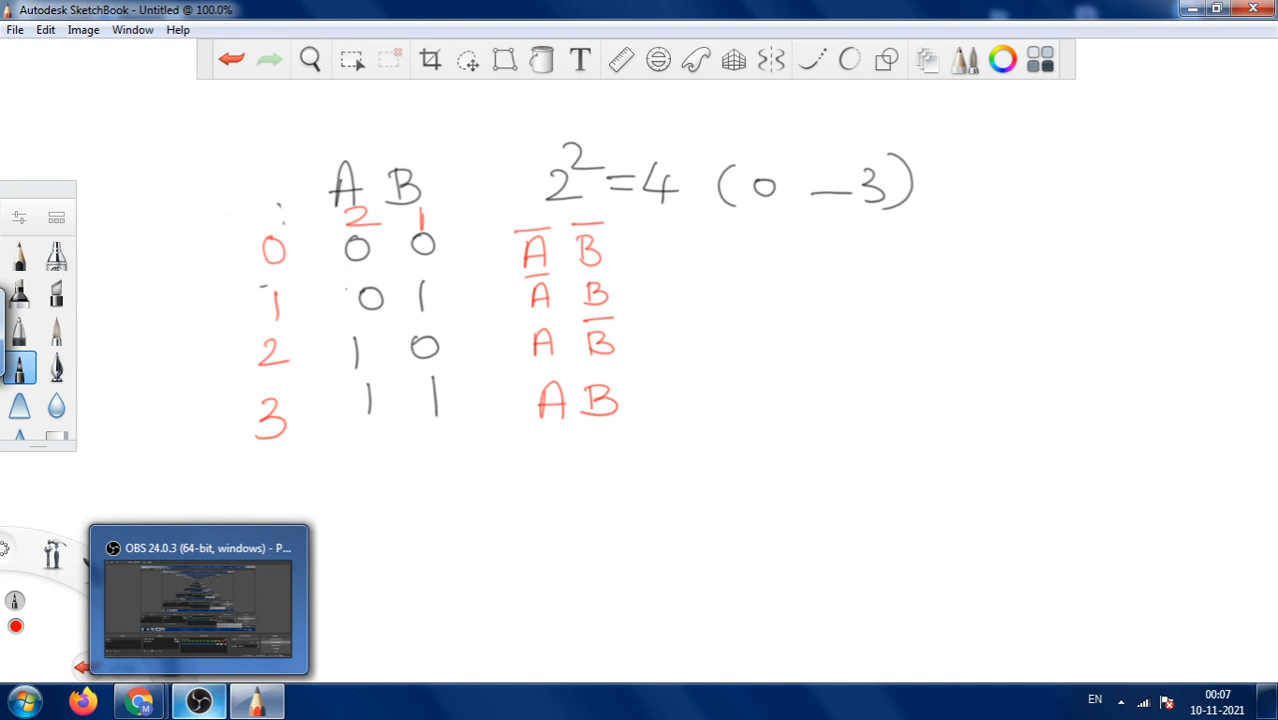 Autodesk SketchBook - Untitled @ 100.0%
File Edit Image Window Help
A B 2² = 4 (0 – 3)
2 1
0 0 0 A̅ B̅
1 0 1 A̅ B
2 1 0 A B̅
3 1 1 A B
OBS 24.0.3 (64-bit, windows) - P...
EN 00:07
10-11-2021